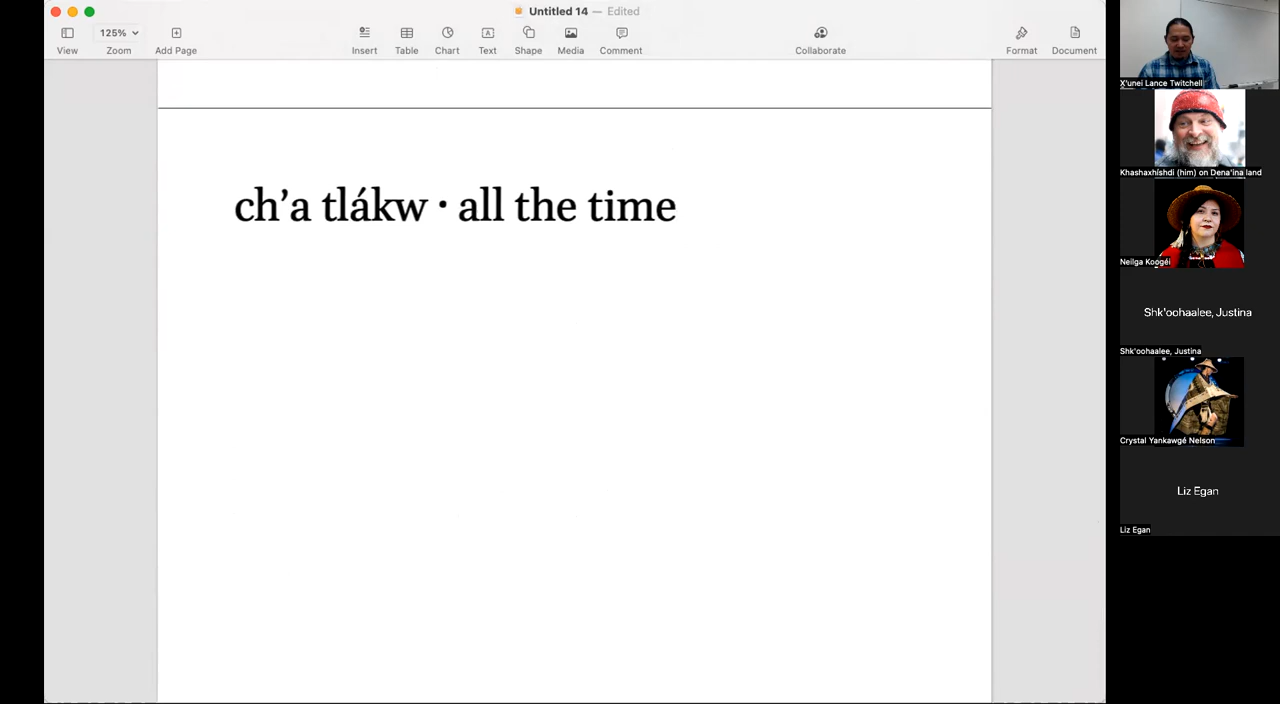 Untitled 14 — Edited
View
125%
Zoom
Add Page
Insert
Table
Chart
Text
Shape
Media
Comment
Collaborate
Format
Document
ch’a tlákw · all the time
X̱'unei Lance Twitchell
Khashaxhíshdi (him) on Dena'ina land
Neilga Koogéi
Shk'oohaalee, Justina
Shk'oohaalee, Justina
Crystal Yankawgé Nelson
Liz Egan
Liz Egan